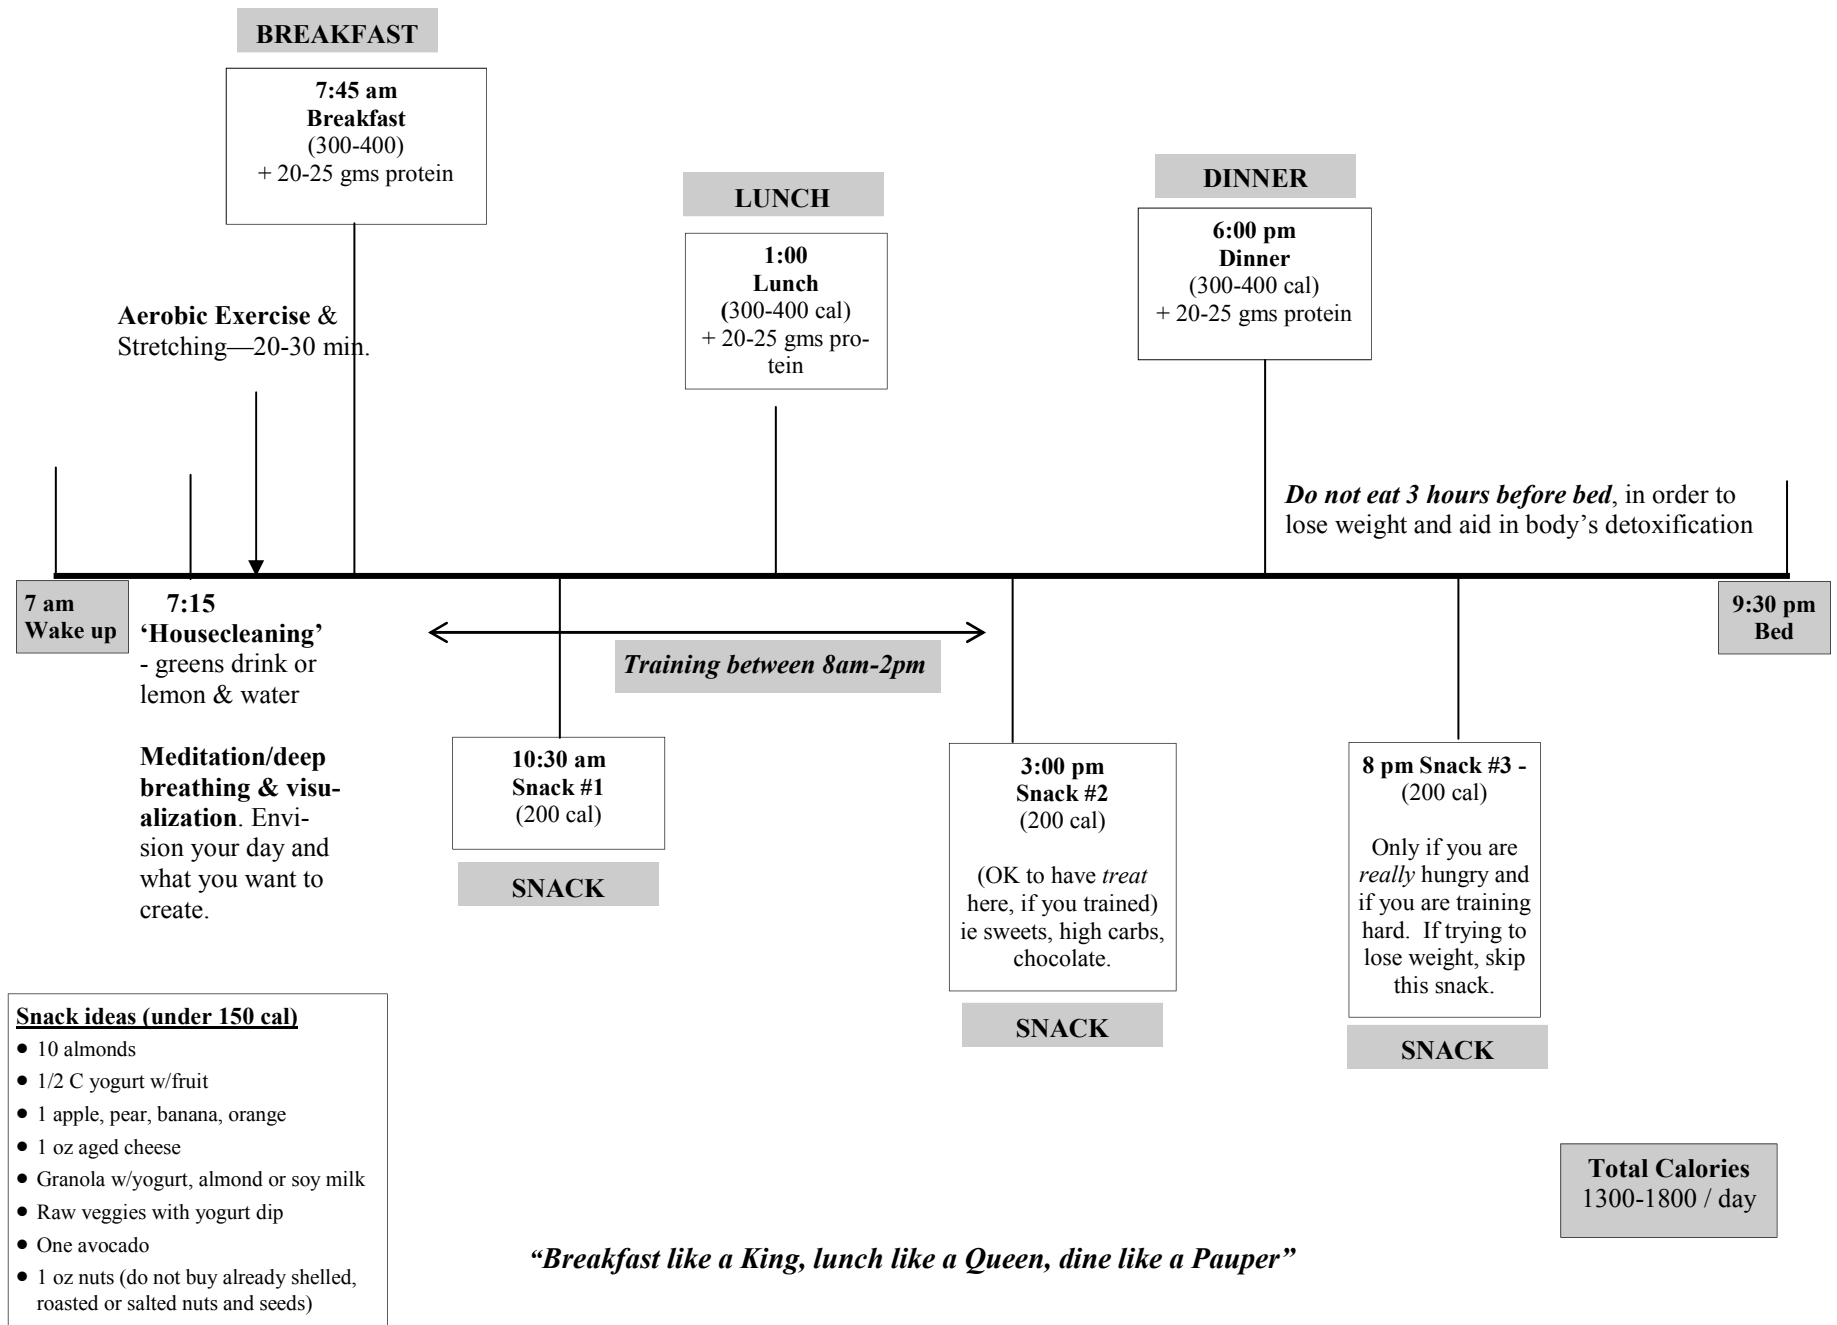 BREAKFAST
7:45 am
Breakfast
(300-400)
+ 20-25 gms protein
LUNCH
1:00
Lunch
(300-400 cal)
+ 20-25 gms pro-
tein
DINNER
6:00 pm
Dinner
(300-400 cal)
+ 20-25 gms protein
Aerobic Exercise &
Stretching—20-30 min.
Do not eat 3 hours before bed, in order to
lose weight and aid in body’s detoxification
7 am
Wake up
7:15
‘Housecleaning’
- greens drink or
lemon & water
Meditation/deep
breathing & visu-
alization. Envi-
sion your day and
what you want to
create.
Training between 8am-2pm
9:30 pm
Bed
10:30 am
Snack #1
(200 cal)
SNACK
3:00 pm
Snack #2
(200 cal)
(OK to have treat
here, if you trained)
ie sweets, high carbs,
chocolate.
SNACK
8 pm Snack #3 -
(200 cal)
Only if you are
really hungry and
if you are training
hard.  If trying to
lose weight, skip
this snack.
SNACK
Snack ideas (under 150 cal)
• 10 almonds
• 1/2 C yogurt w/fruit
• 1 apple, pear, banana, orange
• 1 oz aged cheese
• Granola w/yogurt, almond or soy milk
• Raw veggies with yogurt dip
• One avocado
• 1 oz nuts (do not buy already shelled,
roasted or salted nuts and seeds)
Total Calories
1300-1800 / day
“Breakfast like a King, lunch like a Queen, dine like a Pauper”